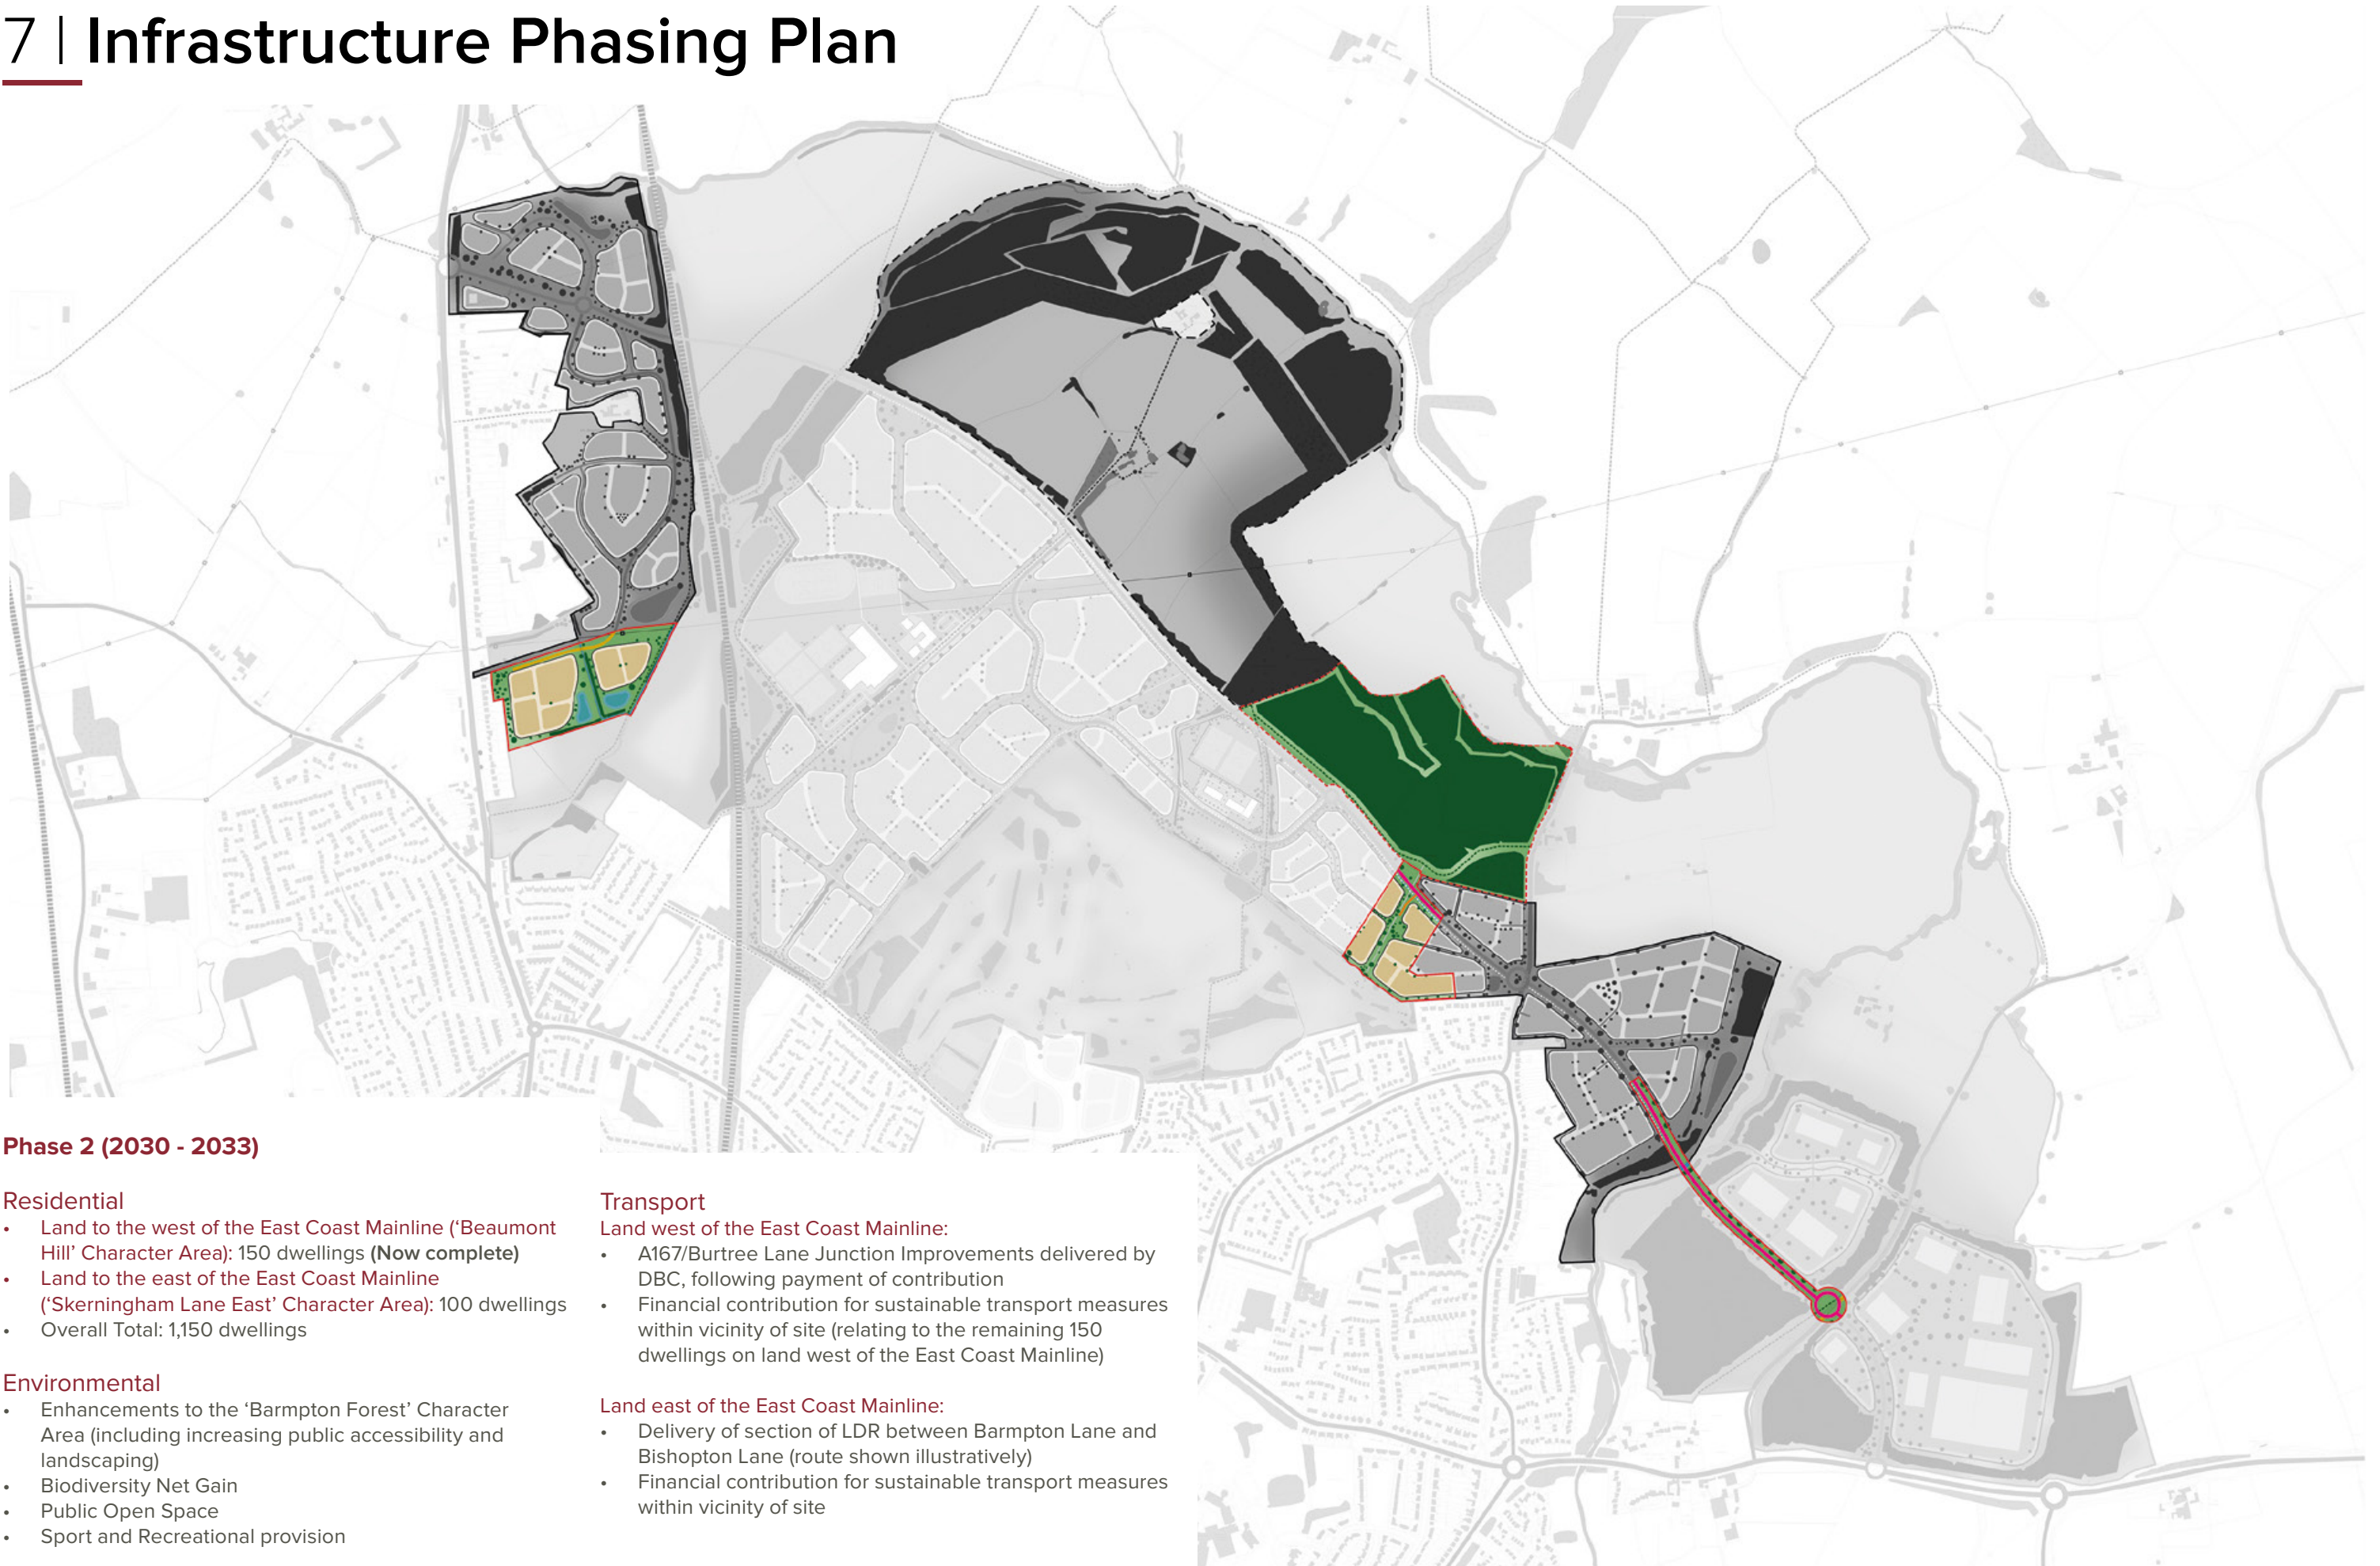 7 | Infrastructure Phasing Plan
Phase 2 (2030 - 2033)
Residential
• Land to the west of the East Coast Mainline (‘Beaumont
Hill’ Character Area): 150 dwellings (Now complete)
• Land to the east of the East Coast Mainline
(‘Skerningham Lane East’ Character Area): 100 dwellings
• Overall Total: 1,150 dwellings
Environmental
• Enhancements to the ‘Barmpton Forest’ Character
Area (including increasing public accessibility and
landscaping)
• Biodiversity Net Gain
• Public Open Space
• Sport and Recreational provision
Transport
Land west of the East Coast Mainline:
• A167/Burtree Lane Junction Improvements delivered by
DBC, following payment of contribution
• Financial contribution for sustainable transport measures
within vicinity of site (relating to the remaining 150
dwellings on land west of the East Coast Mainline)
Land east of the East Coast Mainline:
• Delivery of section of LDR between Barmpton Lane and
Bishopton Lane (route shown illustratively)
• Financial contribution for sustainable transport measures
within vicinity of site